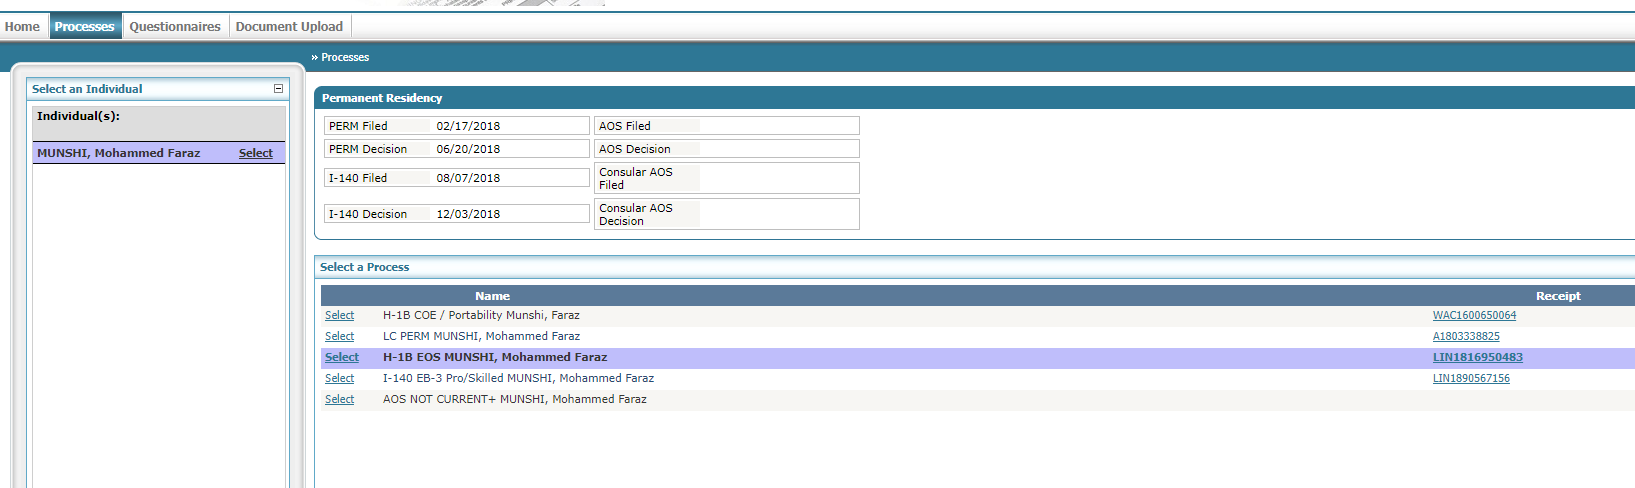 Home Processes Questionnaires Document Upload
» Processes
Select an Individual
Individual(s):
MUNSHI, Mohammed Faraz Select
Permanent Residency
PERM Filed 02/17/2018 AOS Filed
PERM Decision 06/20/2018 AOS Decision
I-140 Filed 08/07/2018 Consular AOS
Filed
I-140 Decision 12/03/2018 Consular AOS
Decision
Select a Process
Name Receipt
Select H-1B COE / Portability Munshi, Faraz WAC1600650064
Select LC PERM MUNSHI, Mohammed Faraz A1803338825
Select H-1B EOS MUNSHI, Mohammed Faraz LIN1816950483
Select I-140 EB-3 Pro/Skilled MUNSHI, Mohammed Faraz LIN1890567156
Select AOS NOT CURRENT+ MUNSHI, Mohammed Faraz